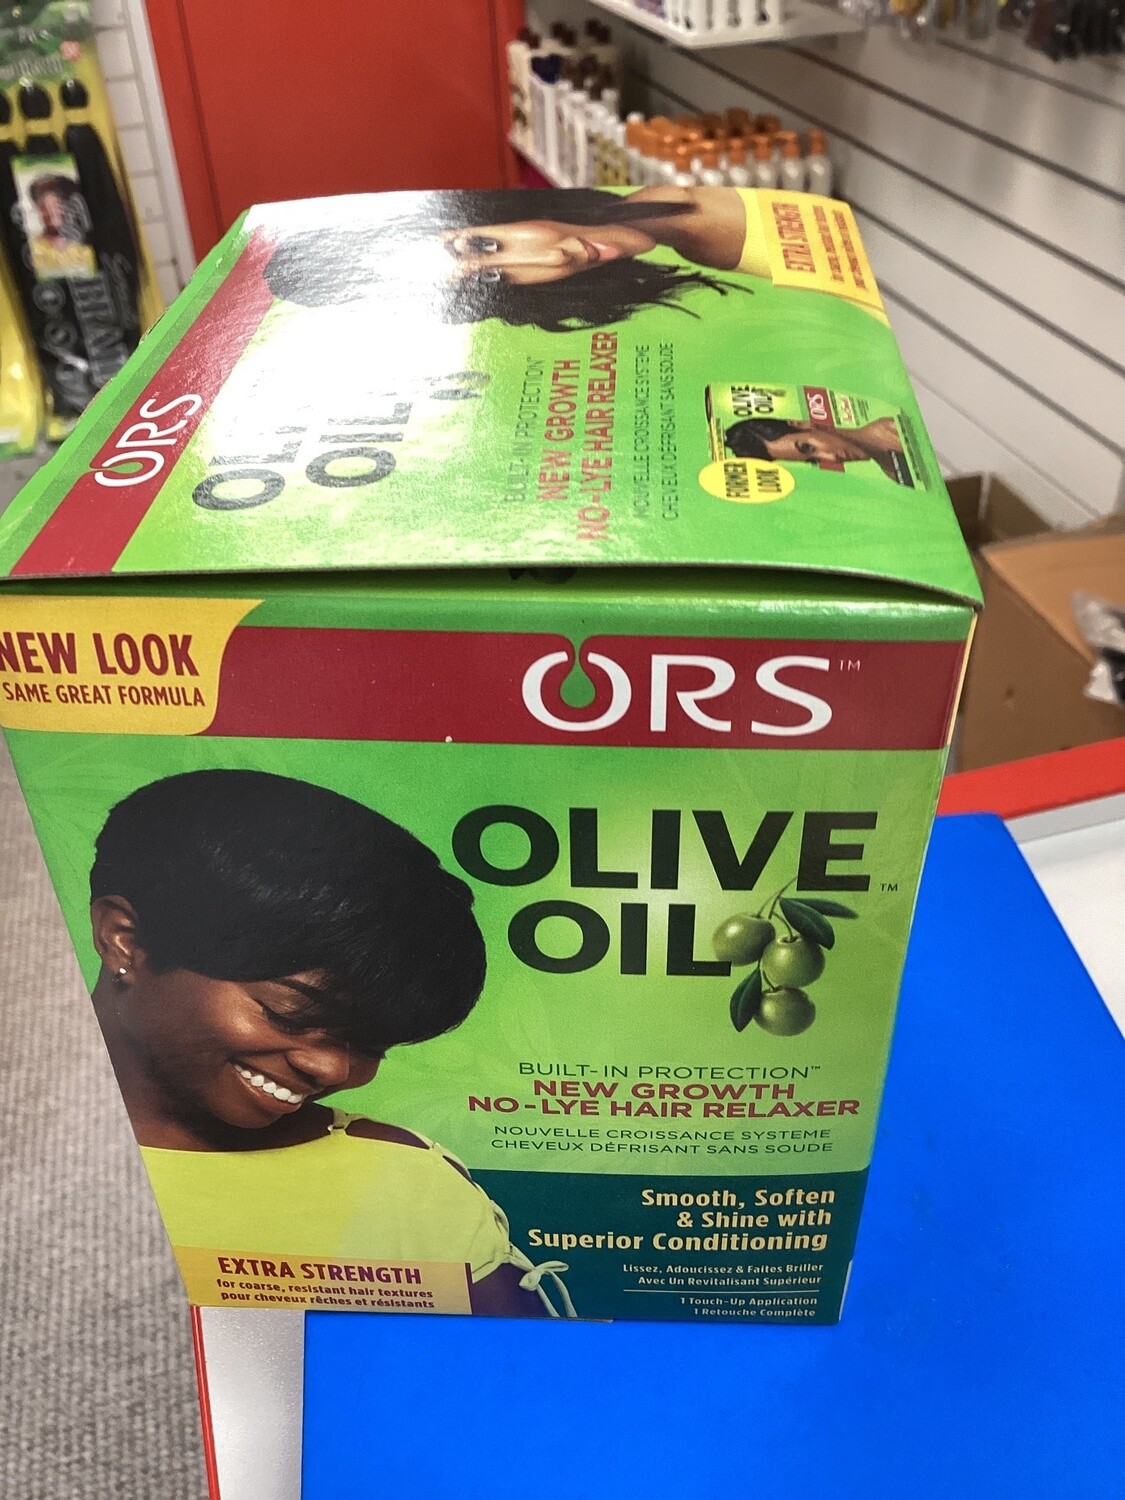 ORS
OLIVE
OIL
BUILT-IN PROTECTION™
NEW GROWTH
NO-LYE HAIR RELAXER
NOUVELLE CROISSANCE SYSTEME
CHEVEUX DÉFRISANT SANS SOUDE
EXTRA STRENGTH
FORMER
LOOK
OLIVE
OIL
ORS
NEW LOOK
SAME GREAT FORMULA
ORS™
OLIVE™
OIL
BUILT-IN PROTECTION™
NEW GROWTH
NO-LYE HAIR RELAXER
NOUVELLE CROISSANCE SYSTEME
CHEVEUX DÉFRISANT SANS SOUDE
Smooth, Soften
& Shine with
Superior Conditioning
Lissez, Adoucissez & Faites Briller
Avec Un Revitalisant Supérieur
1 Touch-Up Application
1 Retouche Complète
EXTRA STRENGTH
for coarse, resistant hair textures
pour cheveux rêches et résistants